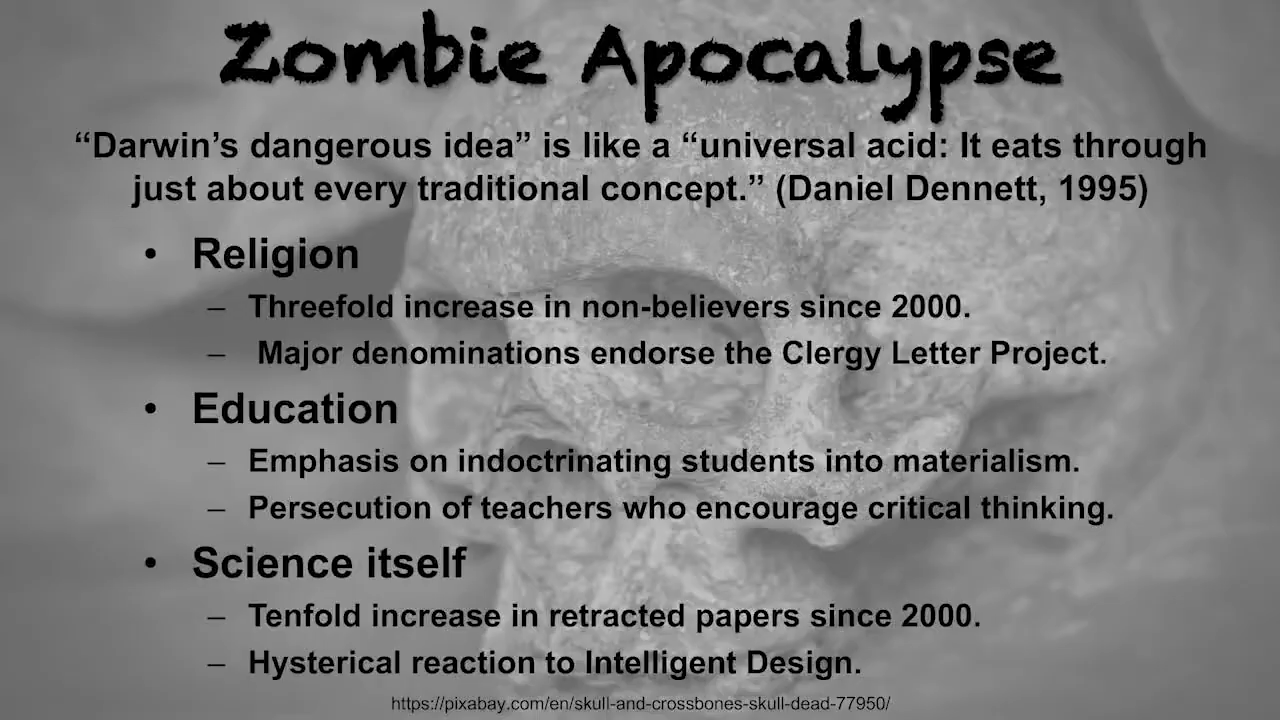 Zombie Apocalypse
“Darwin’s dangerous idea” is like a “universal acid: It eats through
just about every traditional concept.” (Daniel Dennett, 1995)
• Religion
– Threefold increase in non-believers since 2000.
– Major denominations endorse the Clergy Letter Project.
• Education
– Emphasis on indoctrinating students into materialism.
– Persecution of teachers who encourage critical thinking.
• Science itself
– Tenfold increase in retracted papers since 2000.
– Hysterical reaction to Intelligent Design.
https://pixabay.com/en/skull-and-crossbones-skull-dead-77950/